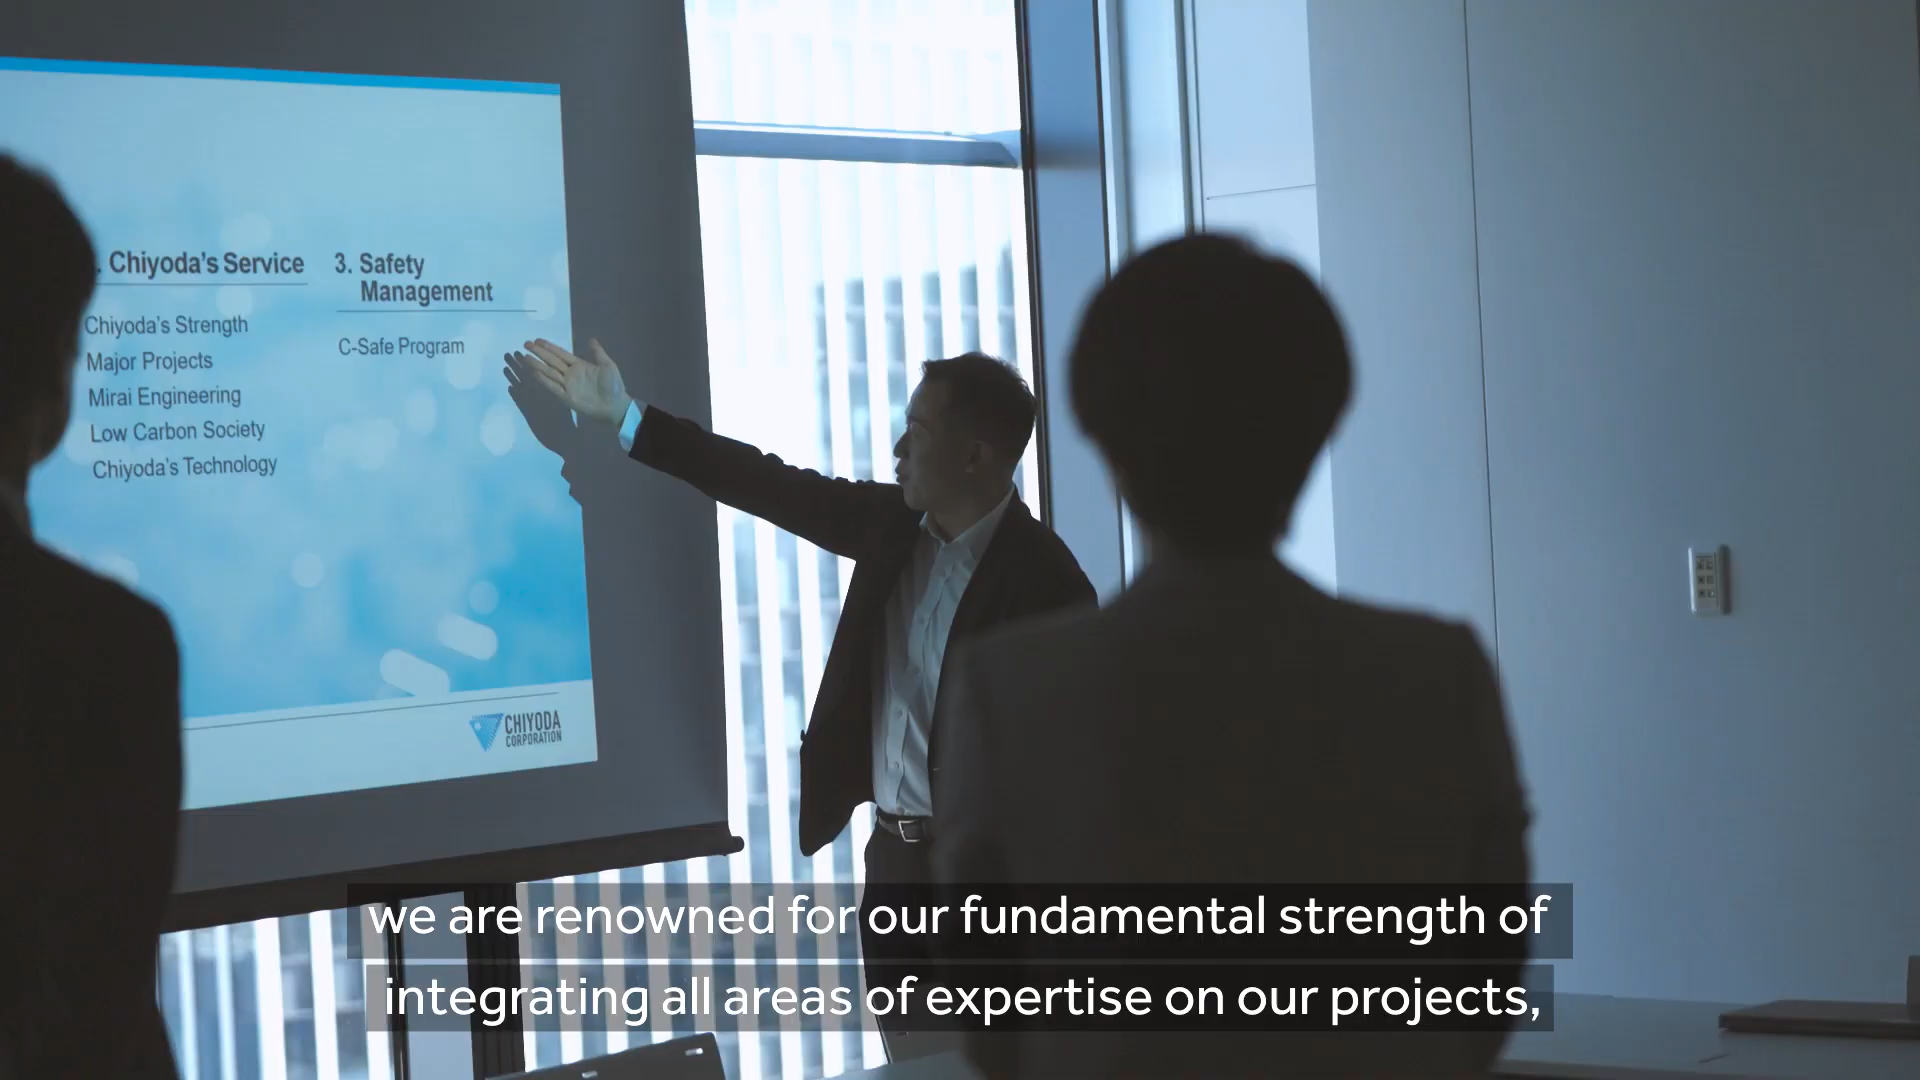 . Chiyoda's Service
Chiyoda's Strength
Major Projects
Mirai Engineering
Low Carbon Society
Chiyoda's Technology
3. Safety
Management
C-Safe Program
CHIYODA
CORPORATION
we are renowned for our fundamental strength of
integrating all areas of expertise on our projects,